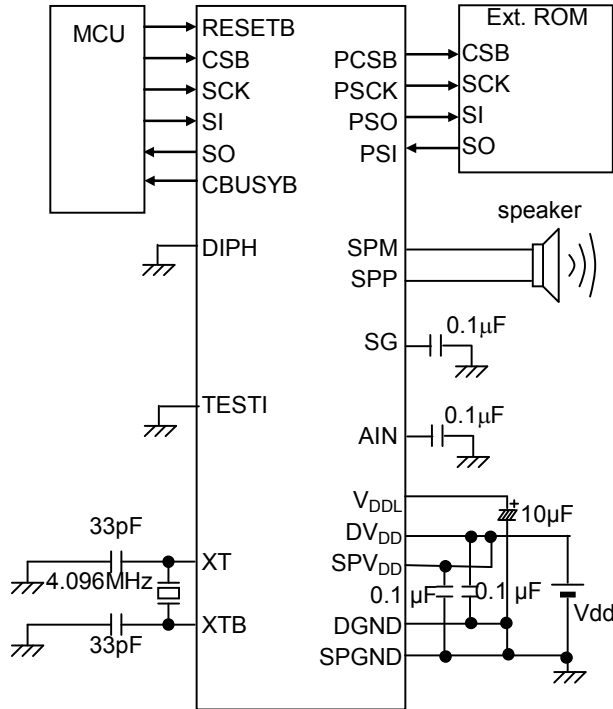 MCU
RESETB
CSB
SCK
SI
SO
CBUSYB
DIPH
TESTI
33pF
XT
4.096MHz
XTB
33pF
Ext. ROM
PCSB
CSB
PSCK
SCK
PSO
SI
PSI
SO
speaker
SPM
SPP
0.1μF
SG
0.1μF
AIN
VDDL
+
10μF
DVDD
SPVDD
0.1 μF
0.1 μF
Vdd
DGND
SPGND